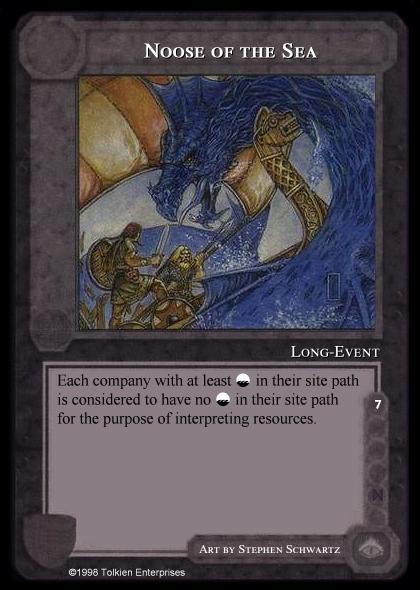 Noose of the Sea
Long-Event
Each company with at least in their site path
is considered to have no in their site path
for the purpose of interpreting resources.
7
N
Art by Stephen Schwartz
©1998 Tolkien Enterprises